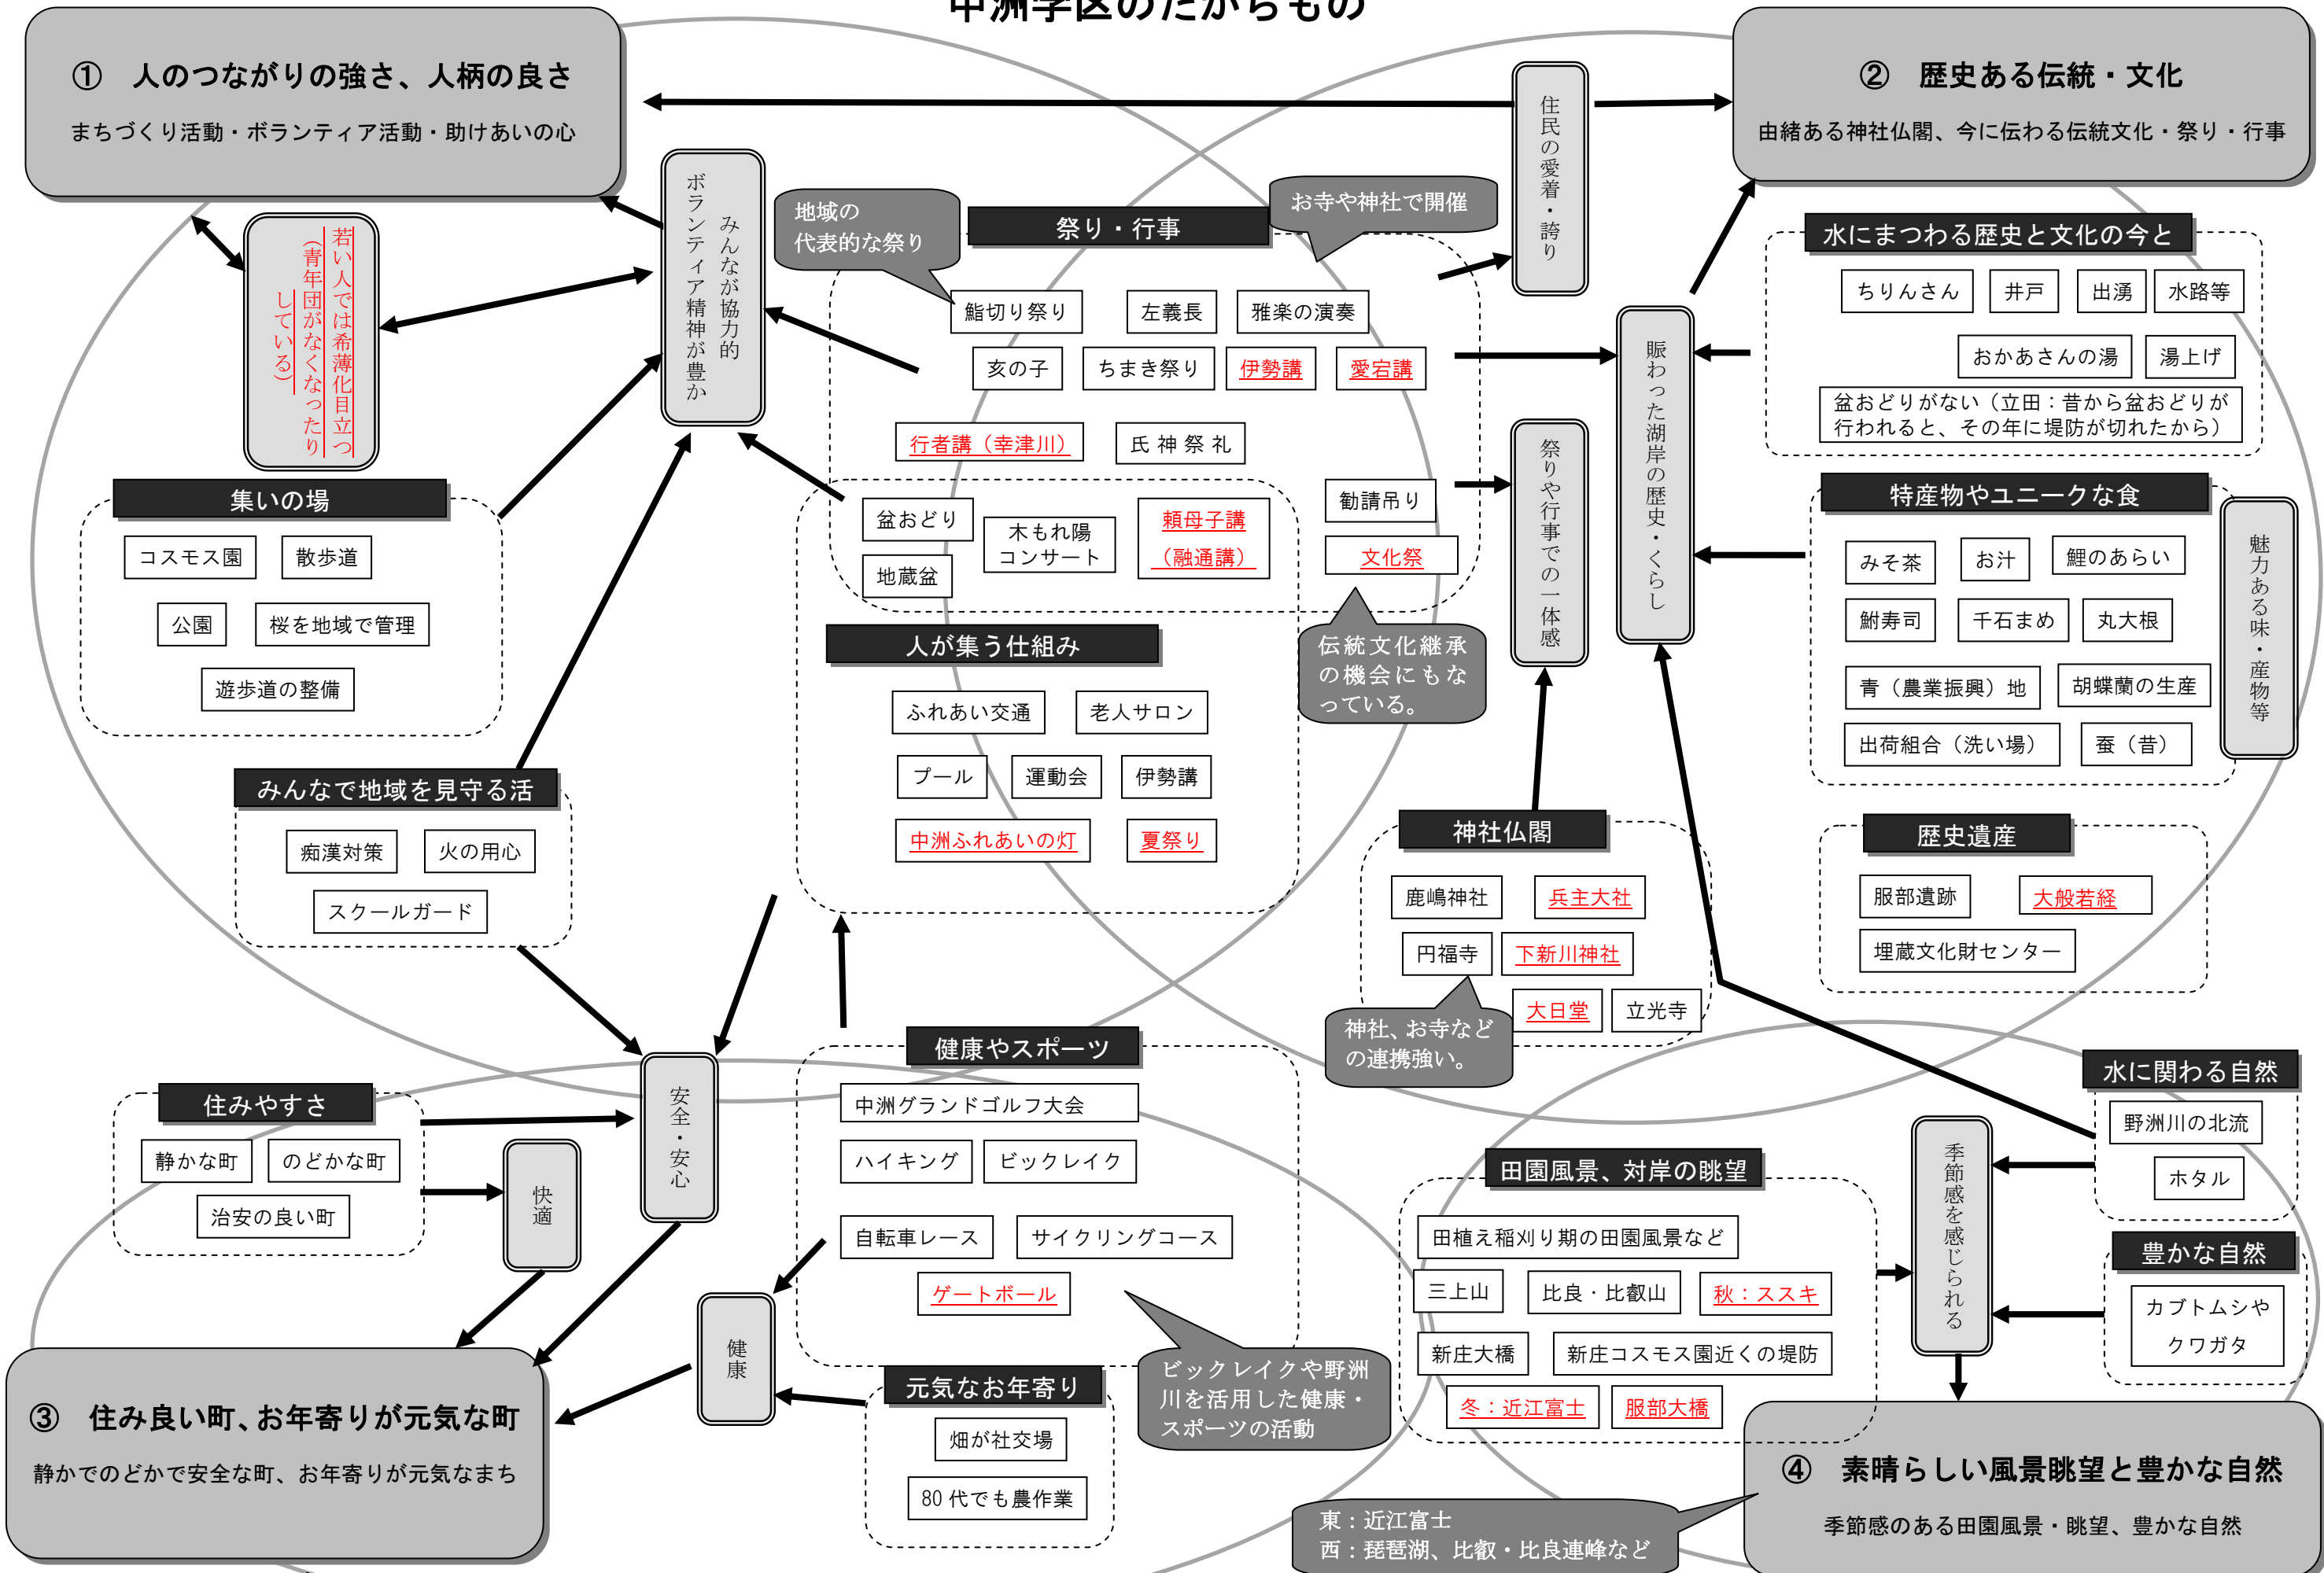 中洲学区のたからもの
① 人のつながりの強さ、人柄の良さ
まちづくり活動・ボランティア活動・助けあいの心
② 歴史ある伝統・文化
由緒ある神社仏閣、今に伝わる伝統文化・祭り・行事
住民の愛着・誇り
みんなが協力的
ボランティア精神が豊か
若い人では希薄化目立つ
（青年団がなくなったり
している）
地域の
代表的な祭り
祭り・行事
お寺や神社で開催
鮨切り祭り
左義長
雅楽の演奏
亥の子
ちまき祭り
伊勢講
愛宕講
行者講（幸津川）
氏神祭礼
盆おどり
木もれ陽
コンサート
頼母子講
（融通講）
地蔵盆
勧請吊り
文化祭
伝統文化継承
の機会にもな
っている。
祭りや行事での一体感
賑わった湖岸の歴史・くらし
水にまつわる歴史と文化の今と
ちりんさん
井戸
出湧
水路等
おかあさんの湯
湯上げ
盆おどりがない（立田：昔から盆おどりが
行われると、その年に堤防が切れたから）
特産物やユニークな食
みそ茶
お汁
鯉のあらい
鮒寿司
千石まめ
丸大根
青（農業振興）地
胡蝶蘭の生産
出荷組合（洗い場）
蚕（昔）
魅力ある味・産物等
集いの場
コスモス園
散歩道
公園
桜を地域で管理
遊歩道の整備
人が集う仕組み
ふれあい交通
老人サロン
プール
運動会
伊勢講
中洲ふれあいの灯
夏祭り
みんなで地域を見守る活
痴漢対策
火の用心
スクールガード
神社仏閣
鹿嶋神社
兵主大社
円福寺
下新川神社
大日堂
立光寺
神社、お寺など
の連携強い。
歴史遺産
服部遺跡
大般若経
埋蔵文化財センター
住みやすさ
静かな町
のどかな町
治安の良い町
快適
安全・安心
健康やスポーツ
中洲グランドゴルフ大会
ハイキング
ビックレイク
自転車レース
サイクリングコース
ゲートボール
健康
ビックレイクや野洲
川を活用した健康・
スポーツの活動
元気なお年寄り
畑が社交場
80代でも農作業
田園風景、対岸の眺望
田植え稲刈り期の田園風景など
三上山
比良・比叡山
秋：ススキ
新庄大橋
新庄コスモス園近くの堤防
冬：近江富士
服部大橋
季節感を感じられる
水に関わる自然
野洲川の北流
ホタル
豊かな自然
カブトムシや
クワガタ
③ 住み良い町、お年寄りが元気な町
静かでのどかで安全な町、お年寄りが元気なまち
東：近江富士
西：琵琶湖、比叡・比良連峰など
④ 素晴らしい風景眺望と豊かな自然
季節感のある田園風景・眺望、豊かな自然